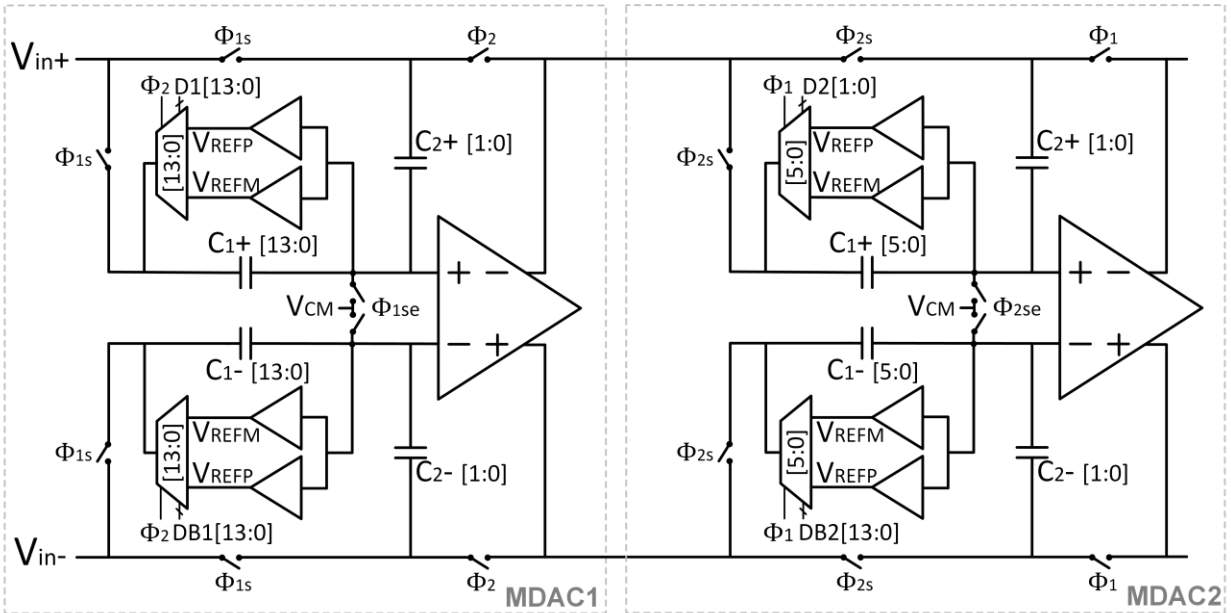 Φ1s Φ2 Φ2s Φ1
Vin+
Φ2 D1[13:0] Φ1 D2[1:0]
VREFP C2+ [1:0] VREFP C2+ [1:0]
Φ1s [13:0] Φ2s [5:0]
VREFM VREFM
C1+ [13:0] C1+ [5:0]
+ − + −
VCM Φ1se VCM Φ2se
− + − +
C1- [13:0] C1- [5:0]
VREFM VREFM
Φ1s [13:0] Φ2s [5:0]
VREFP C2- [1:0] VREFP C2- [1:0]
Φ2 DB1[13:0] Φ1 DB2[13:0]
Vin-
Φ1s Φ2 Φ2s Φ1
MDAC1 MDAC2